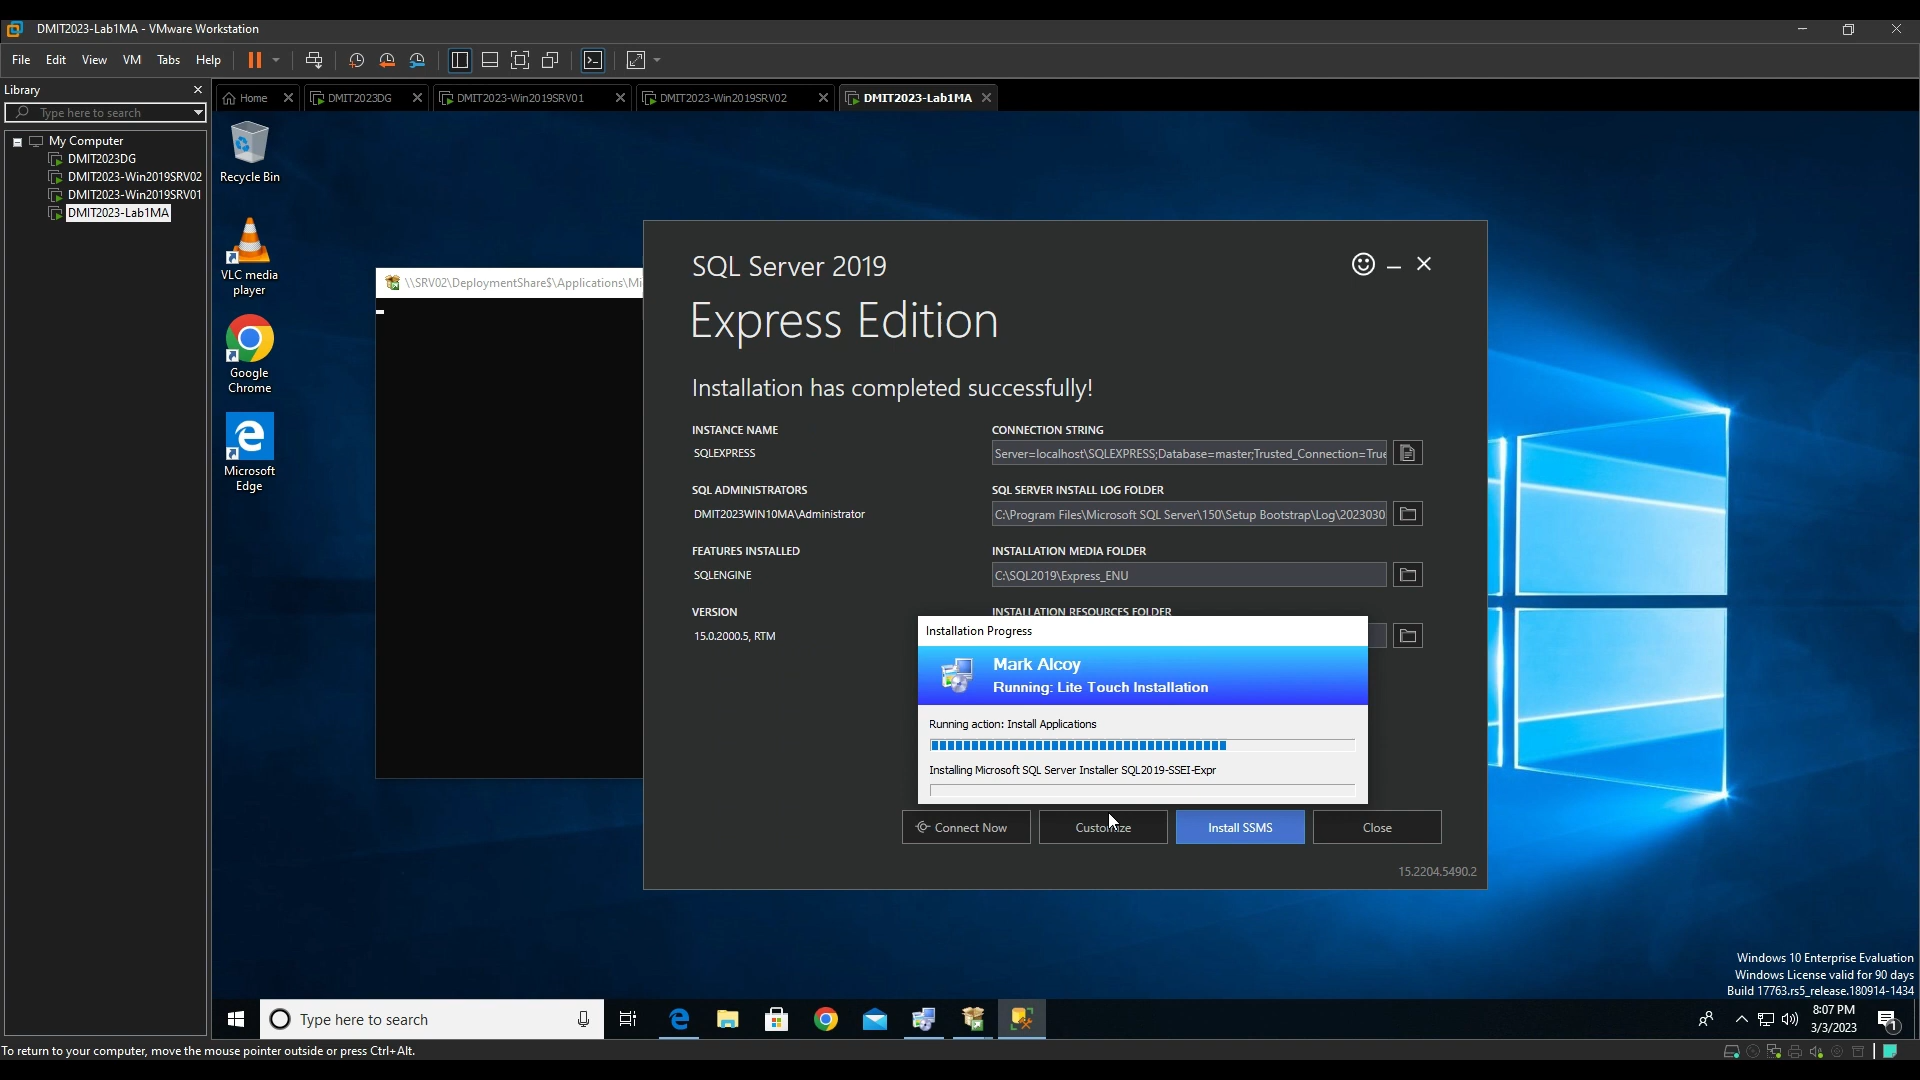 DMIT2023-Lab1MA - VMware Workstation
File Edit View VM Tabs Help
Library
Type here to search
Home
DMIT2023DG
DMIT2023-Win2019SRV01
DMIT2023-Win2019SRV02
DMIT2023-Lab1MA
My Computer
DMIT2023DG
DMIT2023-Win2019SRV02
DMIT2023-Win2019SRV01
DMIT2023-Lab1MA
Recycle Bin
VLC media
player
Google
Chrome
Microsoft
Edge
\\SRV02\DeploymentShare$\Applications\Mi
SQL Server 2019
Express Edition
Installation has completed successfully!
INSTANCE NAME
SQLEXPRESS
CONNECTION STRING
Server=localhost\SQLEXPRESS;Database=master;Trusted_Connection=True
SQL ADMINISTRATORS
DMIT2023WIN10MA\Administrator
SQL SERVER INSTALL LOG FOLDER
C:\Program Files\Microsoft SQL Server\150\Setup Bootstrap\Log\2023030
FEATURES INSTALLED
SQLENGINE
INSTALLATION MEDIA FOLDER
C:\SQL2019\Express_ENU
VERSION
15.0.2000.5, RTM
INSTALLATION RESOURCES FOLDER
Installation Progress
Mark Alcoy
Running: Lite Touch Installation
Running action: Install Applications
Installing Microsoft SQL Server Installer SQL2019-SSEI-Expr
Connect Now
Customize
Install SSMS
Close
15.2204.5490.2
Windows 10 Enterprise Evaluation
Windows License valid for 90 days
Build 17763.rs5_release.180914-1434
Type here to search
8:07 PM
3/3/2023
1
To return to your computer, move the mouse pointer outside or press Ctrl+Alt.